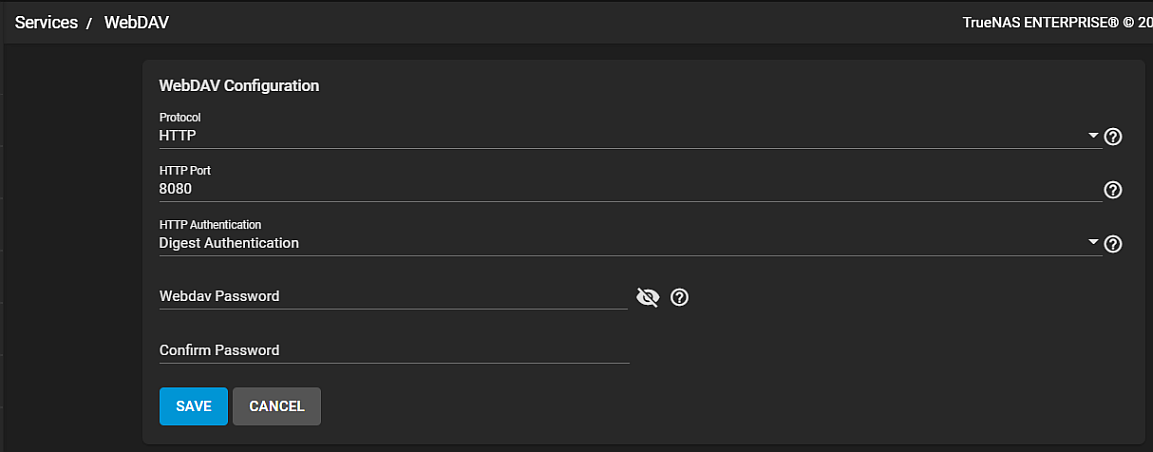 Services / WebDAV
TrueNAS ENTERPRISE® © 20
WebDAV Configuration
Protocol
HTTP
HTTP Port
8080
HTTP Authentication
Digest Authentication
Webdav Password
Confirm Password
SAVE CANCEL